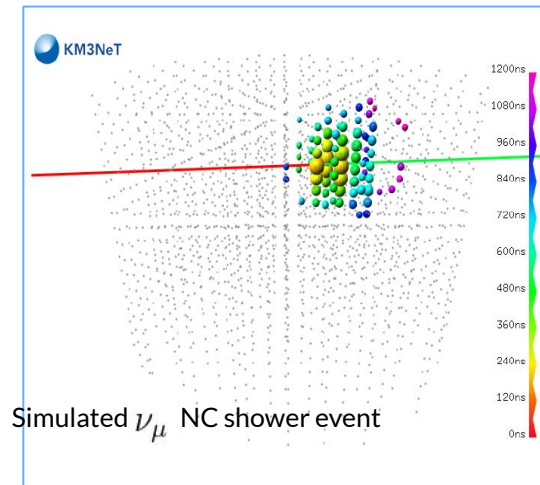 KM3NeT
1200ns
1080ns
960ns
840ns
720ns
600ns
480ns
360ns
240ns
120ns
0ns
Simulated νμ NC shower event